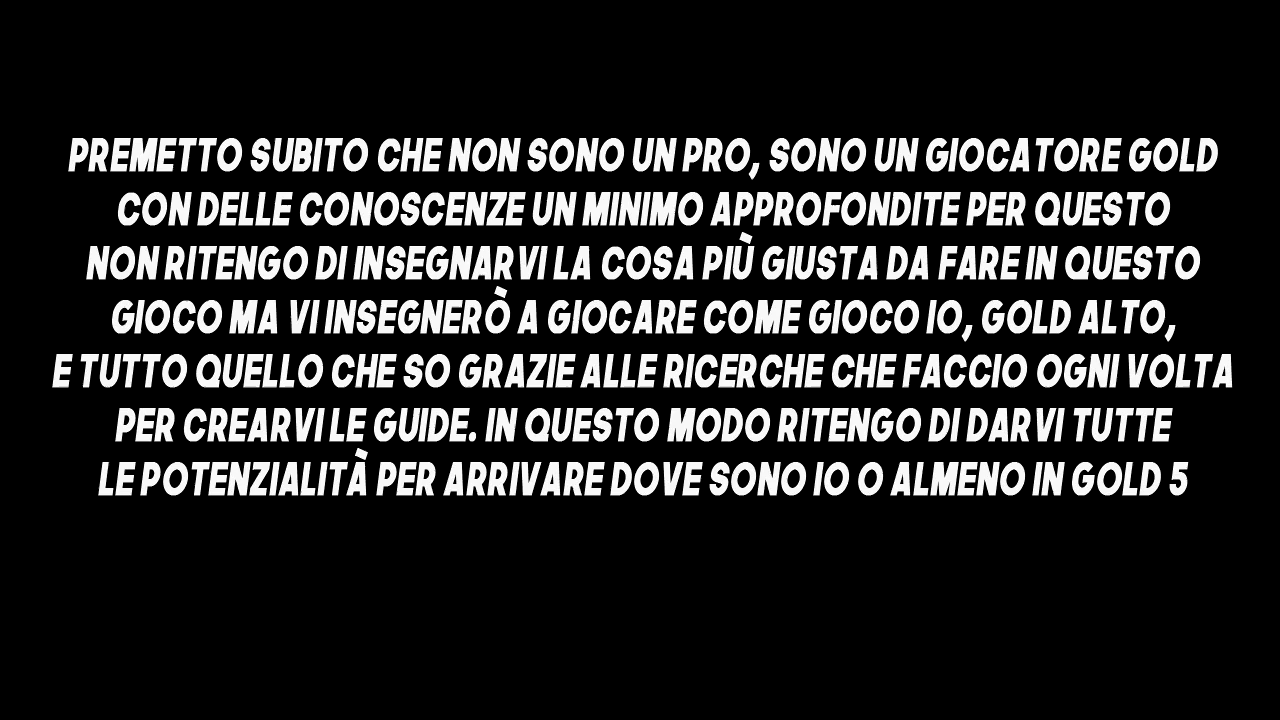 PREMETTO SUBITO CHE NON SONO UN PRO, SONO UN GIOCATORE GOLD
CON DELLE CONOSCENZE UN MINIMO APPROFONDITE PER QUESTO
NON RITENGO DI INSEGNARVI LA COSA PIÙ GIUSTA DA FARE IN QUESTO
GIOCO MA VI INSEGNERÒ A GIOCARE COME GIOCO IO, GOLD ALTO,
E TUTTO QUELLO CHE SO GRAZIE ALLE RICERCHE CHE FACCIO OGNI VOLTA
PER CREARVI LE GUIDE. IN QUESTO MODO RITENGO DI DARVI TUTTE
LE POTENZIALITÀ PER ARRIVARE DOVE SONO IO O ALMENO IN GOLD 5